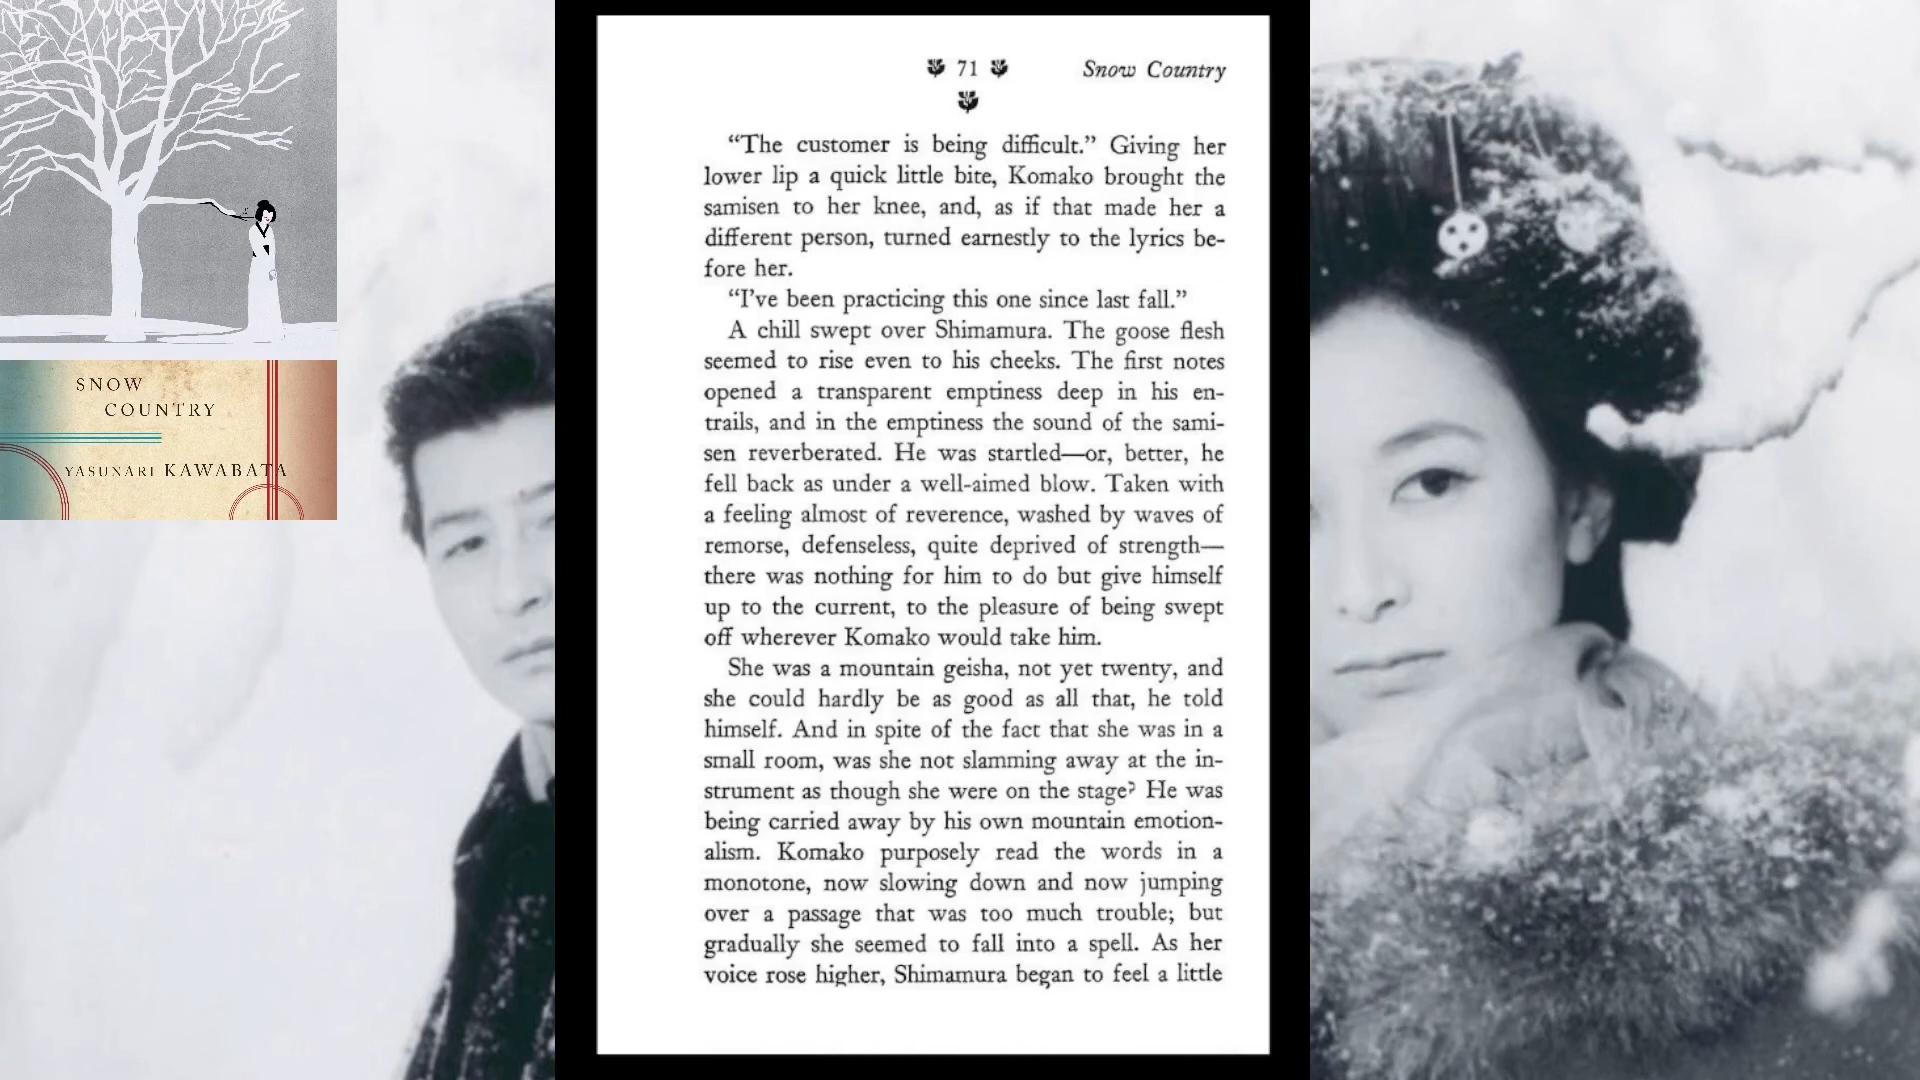 SNOW
COUNTRY
YASUNARI KAWABATA
71
Snow Country
“The customer is being difficult.” Giving her
lower lip a quick little bite, Komako brought the
samisen to her knee, and, as if that made her a
different person, turned earnestly to the lyrics be-
fore her.
“I’ve been practicing this one since last fall.”
A chill swept over Shimamura. The goose flesh
seemed to rise even to his cheeks. The first notes
opened a transparent emptiness deep in his en-
trails, and in the emptiness the sound of the sami-
sen reverberated. He was startled—or, better, he
fell back as under a well-aimed blow. Taken with
a feeling almost of reverence, washed by waves of
remorse, defenseless, quite deprived of strength—
there was nothing for him to do but give himself
up to the current, to the pleasure of being swept
off wherever Komako would take him.
She was a mountain geisha, not yet twenty, and
she could hardly be as good as all that, he told
himself. And in spite of the fact that she was in a
small room, was she not slamming away at the in-
strument as though she were on the stage? He was
being carried away by his own mountain emotion-
alism. Komako purposely read the words in a
monotone, now slowing down and now jumping
over a passage that was too much trouble; but
gradually she seemed to fall into a spell. As her
voice rose higher, Shimamura began to feel a little